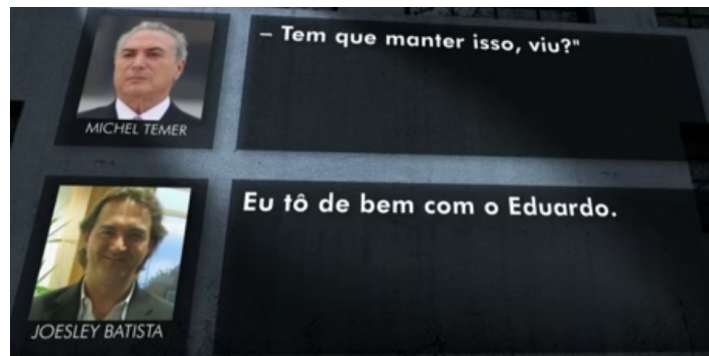 – Tem que manter isso, viu?"
MICHEL TEMER
Eu tô de bem com o Eduardo.
JOESLEY BATISTA